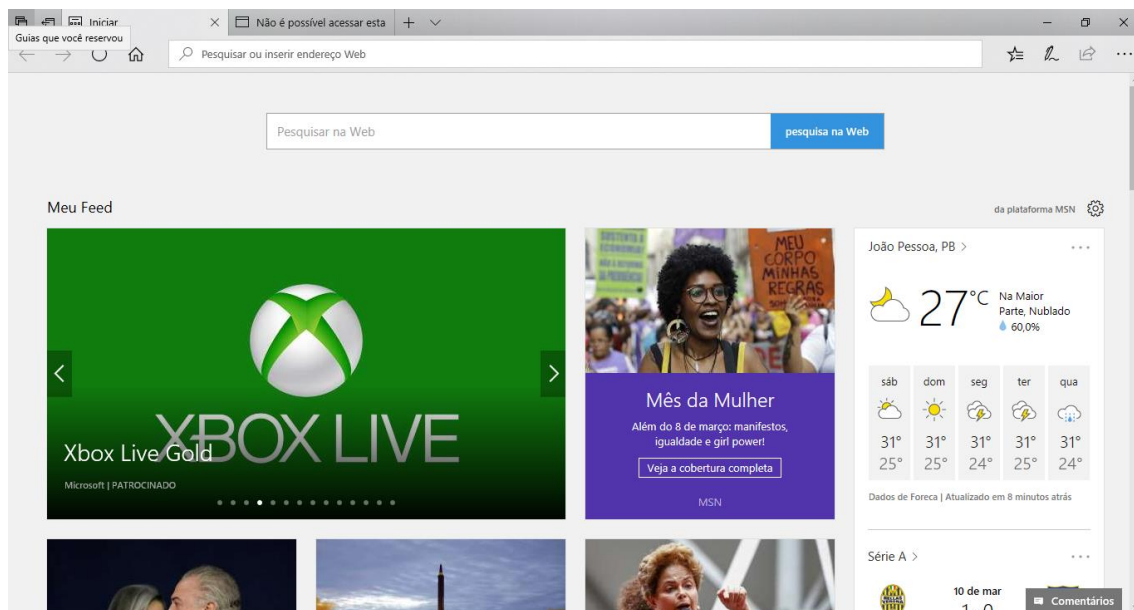 Iniciar
Não é possível acessar esta
Guias que você reservou
Pesquisar ou inserir endereço Web
Pesquisar na Web
pesquisa na Web
Meu Feed
da plataforma MSN
XBOX LIVE
Xbox Live Gold
Microsoft | PATROCINADO
MEU
CORPO
MINHAS
REGRAS
Mês da Mulher
Além do 8 de março: manifestos,
igualdade e girl power!
Veja a cobertura completa
MSN
João Pessoa, PB >
27°C
Na Maior
Parte, Nublado
60,0%
sáb dom seg ter qua
31° 31° 31° 31° 31°
25° 25° 24° 25° 24°
Dados de Foreca | Atualizado em 8 minutos atrás
Série A >
10 de mar
Comentários